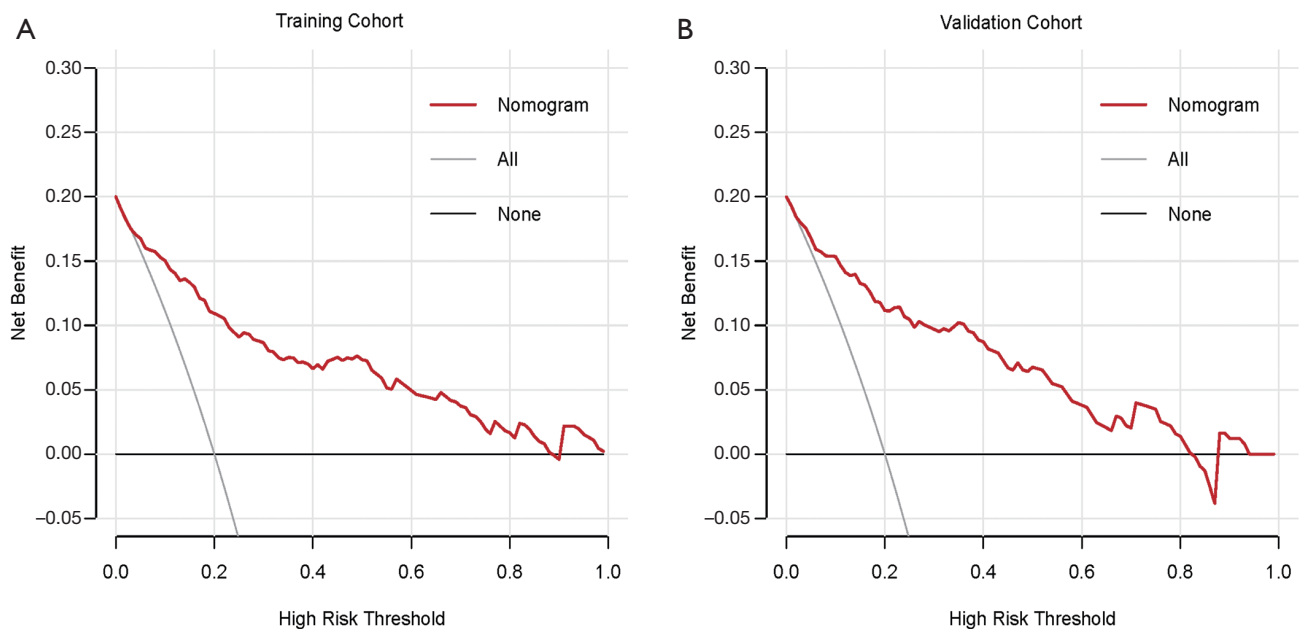 A
Training Cohort
0.30
0.25
0.20
0.15
0.10
0.05
0.00
–0.05
Net Benefit
Nomogram
All
None
0.0 0.2 0.4 0.6 0.8 1.0
High Risk Threshold
B
Validation Cohort
0.30
0.25
0.20
0.15
0.10
0.05
0.00
–0.05
Net Benefit
Nomogram
All
None
0.0 0.2 0.4 0.6 0.8 1.0
High Risk Threshold